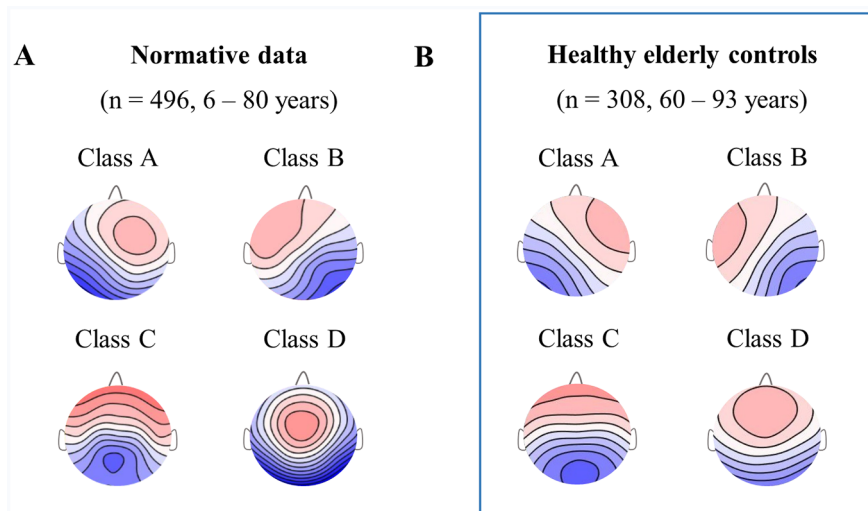 A
Normative data
(n = 496, 6 – 80 years)
Class A
Class B
Class C
Class D
B
Healthy elderly controls
(n = 308, 60 – 93 years)
Class A
Class B
Class C
Class D